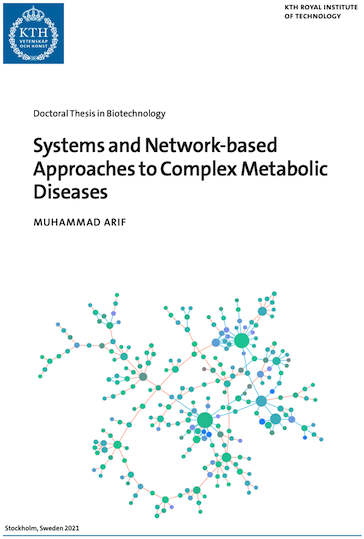 KTH
VETENSKAP
OCH KONST
KTH ROYAL INSTITUTE
OF TECHNOLOGY
Doctoral Thesis in Biotechnology
Systems and Network-based
Approaches to Complex Metabolic
Diseases
MUHAMMAD ARIF
Stockholm, Sweden 2021